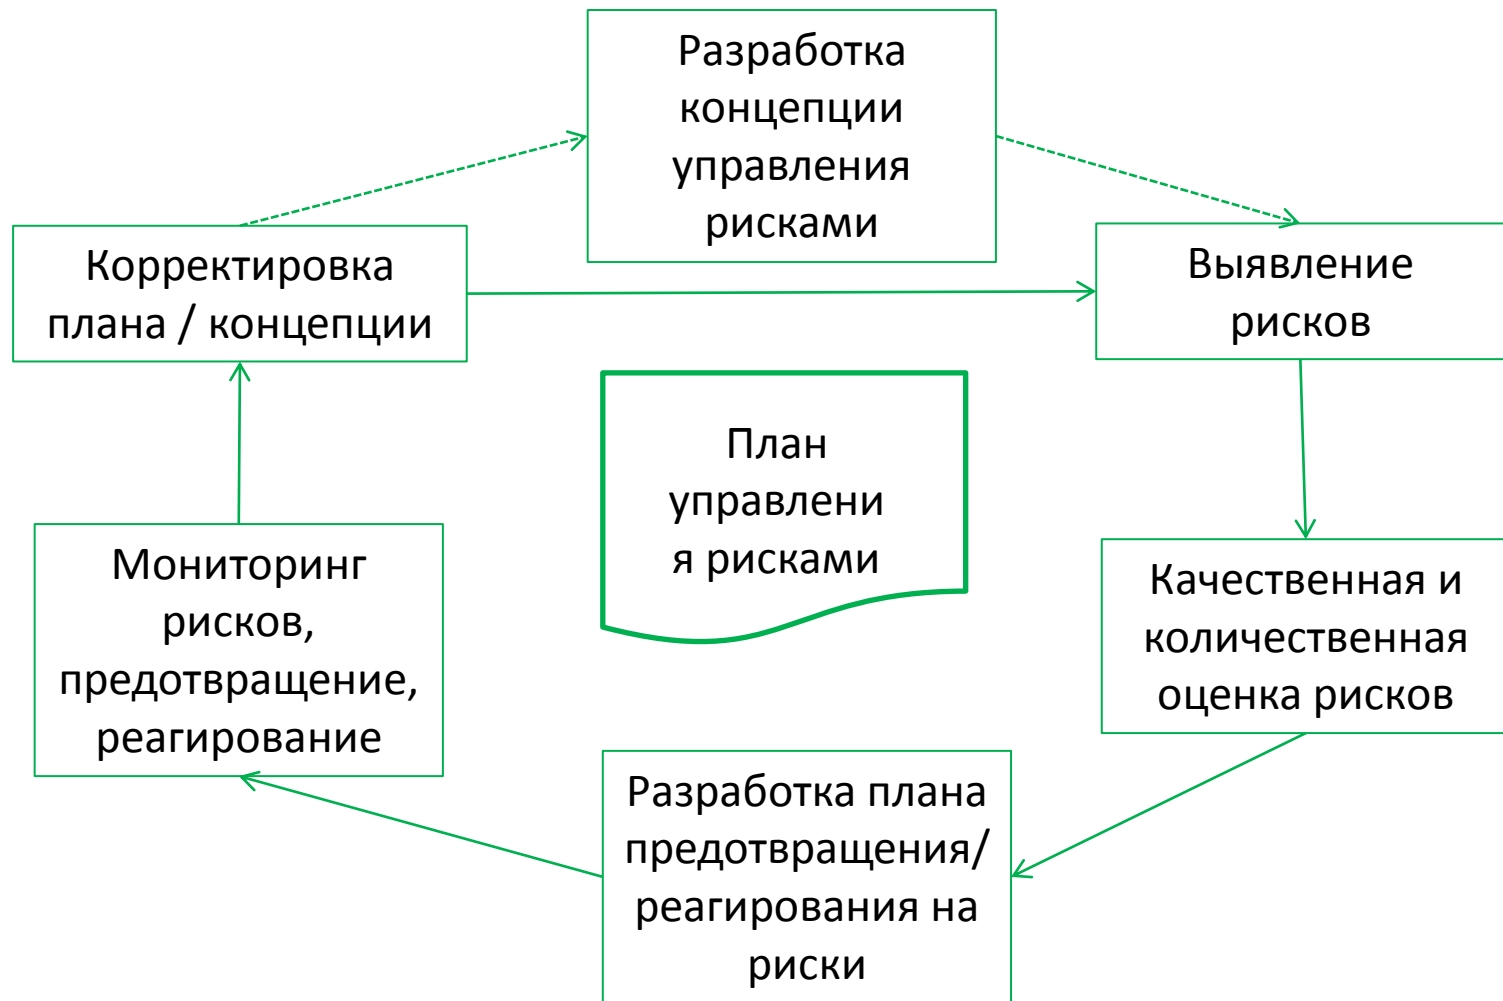 Разработка
концепции
управления
рисками
Корректировка
плана / концепции
Выявление
рисков
План
управлени
я рисками
Мониторинг
рисков,
предотвращение,
реагирование
Качественная и
количественная
оценка рисков
Разработка плана
предотвращения/
реагирования на
риски